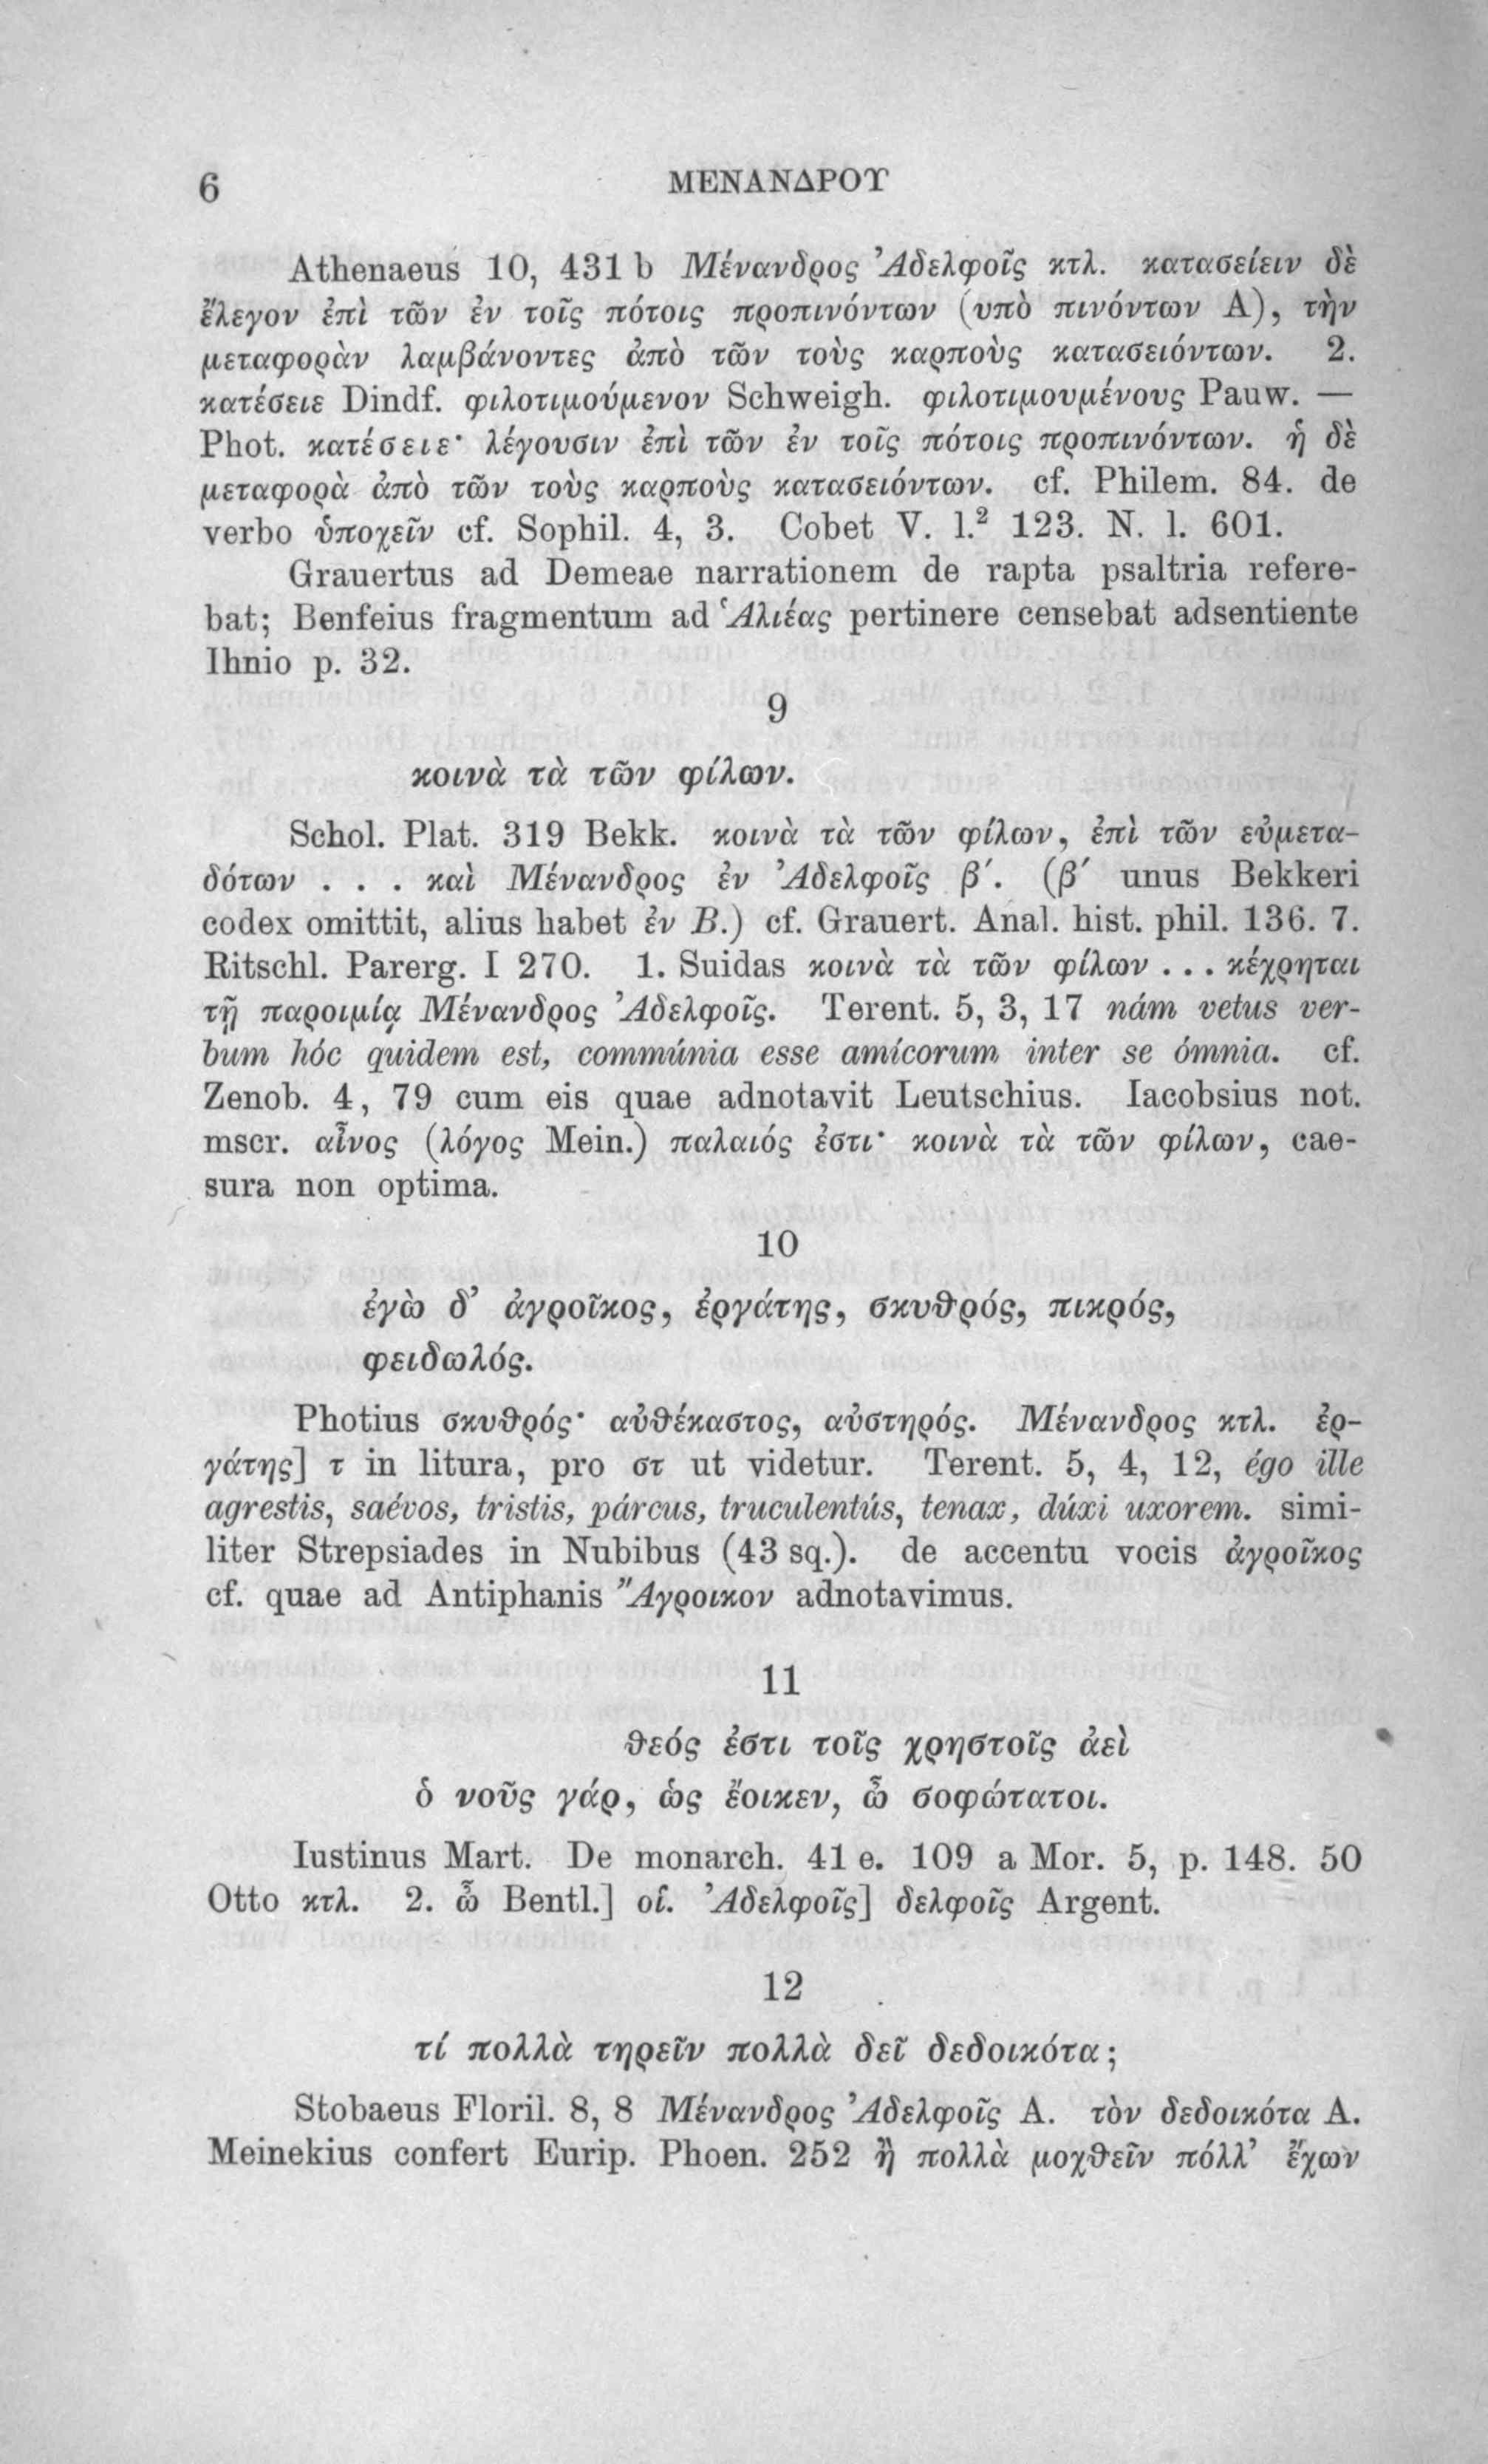 6 ΜΕΝΑΝΔΡΟΥ
Athenaeus 10, 431 b Μένανδρος Ἀδελφοῖς κτλ. κατασείειν δὲ
ἔλεγον ἐπὶ τῶν ἐν τοῖς πότοις προπινόντων (υπὸ πινόντων A), τὴν
μεταφορὰν λαμβάνοντες ἀπὸ τῶν τοὺς καρποὺς κατασειόντων. 2.
κατέσειε Dindf. φιλοτιμούμενον Schweigh. φιλοτιμουμένους Pauw. —
Phot. κατέσειε· λέγουσιν ἐπὶ τῶν ἐν τοῖς πότοις προπινόντων. ἡ δὲ
μεταφορὰ ἀπὸ τῶν τοὺς καρποὺς κατασειόντων. cf. Philem. 84. de
verbo ὑποχεῖν cf. Sophil. 4, 3. Cobet V. l.² 123. N. l. 601.
Grauertus ad Demeae narrationem de rapta psaltria refere-
bat; Benfeius fragmentum ad Ἁλιέας pertinere censebat adsentiente
Ihnio p. 32.
9
κοινὰ τὰ τῶν φίλων.
Schol. Plat. 319 Bekk. κοινὰ τὰ τῶν φίλων, ἐπὶ τῶν εὐμετα-
δότων . . . καὶ Μένανδρος ἐν Ἀδελφοῖς β′. (β′ unus Bekkeri
codex omittit, alius habet ἐν B.) cf. Grauert. Anal. hist. phil. 136. 7.
Ritschl. Parerg. I 270. 1. Suidas κοινὰ τὰ τῶν φίλων ... κέχρηται
τῇ παροιμίᾳ Μένανδρος Ἀδελφοῖς. Terent. 5, 3, 17 nám vetus ver-
bum hóc quidem est, commúnia esse amícorum inter se ómnia. cf.
Zenob. 4, 79 cum eis quae adnotavit Leutschius. Iacobsius not.
mscr. αἶνος (λόγος Mein.) παλαιός ἐστι· κοινὰ τὰ τῶν φίλων, cae-
sura non optima.
10
ἐγὼ δ’ ἀγροῖκος, ἐργάτης, σκυθρός, πικρός,
φειδωλός.
Photius σκυθρός· αὐθέκαστος, αὐστηρός. Μένανδρος κτλ. ἐρ-
γάτης] τ in litura, pro στ ut videtur. Terent. 5, 4, 12, égo ille
agrestis, saévos, tristis, párcus, truculentús, tenax, dúxi uxorem. simi-
liter Strepsiades in Nubibus (43 sq.). de accentu vocis ἀγροῖκος
cf. quae ad Antiphanis Ἄγροικον adnotavimus.
11
θεός ἐστι τοῖς χρηστοῖς ἀεὶ
ὁ νοῦς γάρ, ὡς ἔοικεν, ὦ σοφώτατοι.
Iustinus Mart. De monarch. 41 e. 109 a Mor. 5, p. 148. 50
Otto κτλ. 2. ὦ Bentl.] οἱ. Ἀδελφοῖς] δελφοῖς Argent.
12
τί πολλὰ τηρεῖν πολλὰ δεῖ δεδοικότα;
Stobaeus Floril. 8, 8 Μένανδρος Ἀδελφοῖς A. τὸν δεδοικότα A.
Meinekius confert Eurip. Phoen. 252 ἢ πολλὰ μοχθεῖν πόλλ’ ἔχων